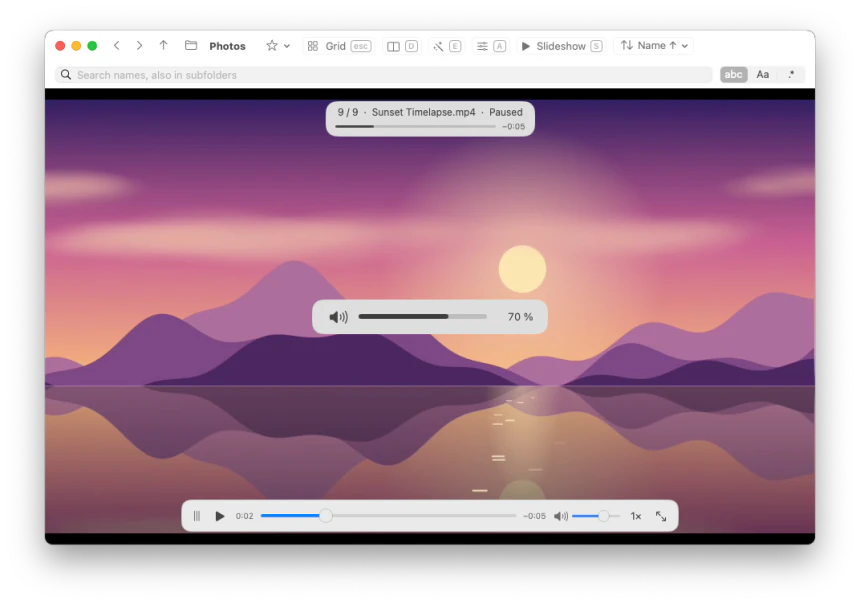 Photos Grid esc D E A Slideshow S Name ↑
Search names, also in subfolders abc Aa .*
9 / 9 · Sunset Timelapse.mp4 · Paused
−0:05
70 %
0:02 −0:05 1×